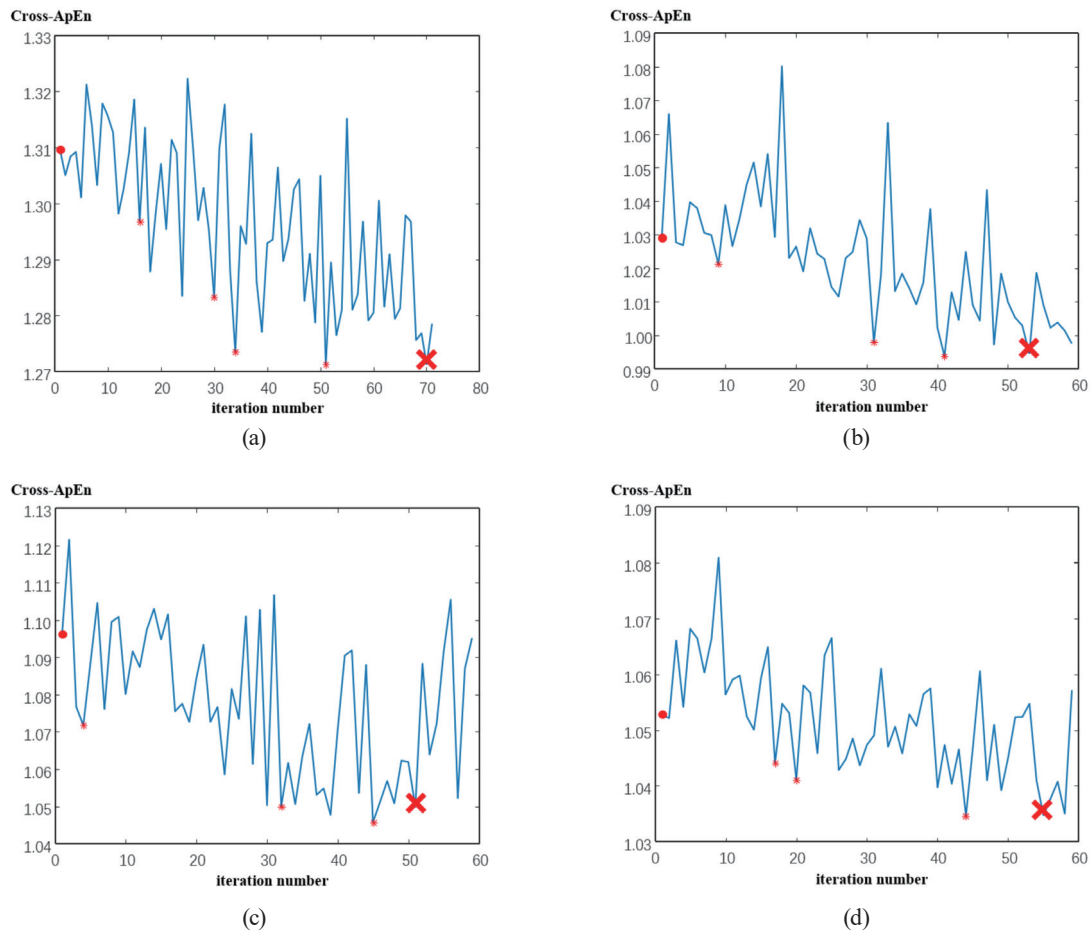 Cross-ApEn
1.33
1.32
1.31
1.30
1.29
1.28
1.27
0 10 20 30 40 50 60 70 80
iteration number
(a)
Cross-ApEn
1.09
1.08
1.07
1.06
1.05
1.04
1.03
1.02
1.01
1.00
0.99
0 10 20 30 40 50 60
iteration number
(b)
Cross-ApEn
1.13
1.12
1.11
1.10
1.09
1.08
1.07
1.06
1.05
1.04
0 10 20 30 40 50 60
iteration number
(c)
Cross-ApEn
1.09
1.08
1.07
1.06
1.05
1.04
1.03
0 10 20 30 40 50 60
iteration number
(d)